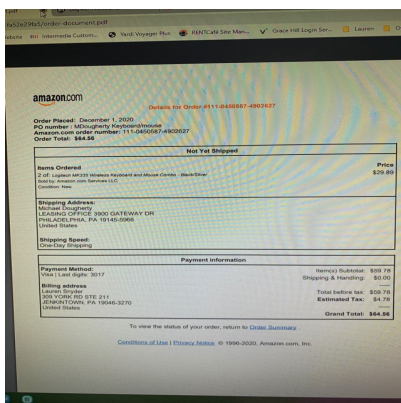 6x52e29fa5/order-document.pdf
Intermedia Custom...
Yardi Voyager Plus
RENTCafé Site Man...
Grace Hill Login Ser...
Lauren
amazon.com
Details for Order #111-0450587-4902627
Order Placed: December 1, 2020
PO number : MDougherty Keyboard/mouse
Amazon.com order number: 111-0450587-4902627
Order Total: $64.56
Not Yet Shipped
Items Ordered Price
2 of: Logitech MK335 Wireless Keyboard and Mouse Combo - Black/Silver $29.89
Sold by: Amazon.com Services LLC
Condition: New
Shipping Address:
Michael Dougherty
LEASING OFFICE 3900 GATEWAY DR
PHILADELPHIA, PA 19145-5966
United States
Shipping Speed:
One-Day Shipping
Payment information
Payment Method: Item(s) Subtotal: $59.78
Visa | Last digits: 3017 Shipping & Handling: $0.00
Billing address Total before tax: $59.78
Lauren Snyder Estimated Tax: $4.78
309 YORK RD STE 211
JENKINTOWN, PA 19046-3270 Grand Total: $64.56
United States
To view the status of your order, return to Order Summary
Conditions of Use | Privacy Notice © 1996-2020, Amazon.com, Inc.